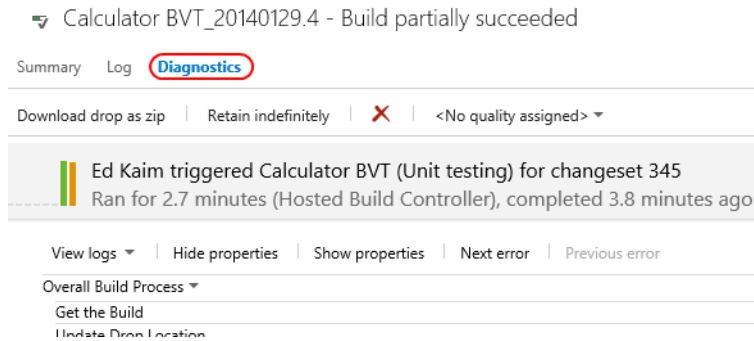 Calculator BVT_20140129.4 - Build partially succeeded
Summary Log Diagnostics
Download drop as zip Retain indefinitely <No quality assigned>
Ed Kaim triggered Calculator BVT (Unit testing) for changeset 345
Ran for 2.7 minutes (Hosted Build Controller), completed 3.8 minutes ago
View logs Hide properties Show properties Next error Previous error
Overall Build Process
Get the Build
Update Drop Location